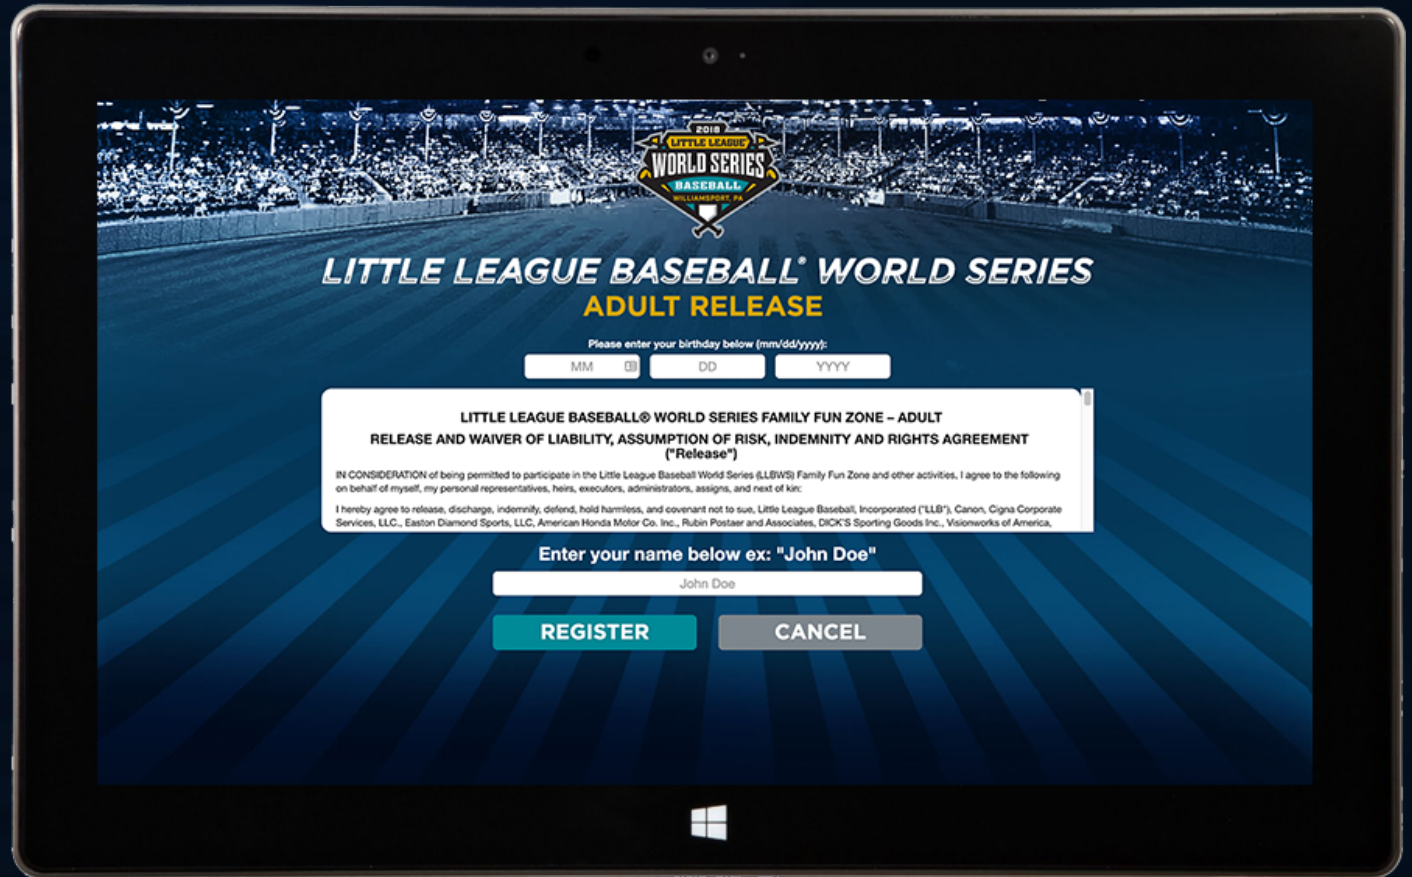 2018
LITTLE LEAGUE
WORLD SERIES
BASEBALL
WILLIAMSPORT, PA
LITTLE LEAGUE BASEBALL® WORLD SERIES
ADULT RELEASE
Please enter your birthday below (mm/dd/yyyy):
MM DD YYYY
LITTLE LEAGUE BASEBALL® WORLD SERIES FAMILY FUN ZONE – ADULT
RELEASE AND WAIVER OF LIABILITY, ASSUMPTION OF RISK, INDEMNITY AND RIGHTS AGREEMENT
("Release")
IN CONSIDERATION of being permitted to participate in the Little League Baseball World Series (LLBWS) Family Fun Zone and other activities, I agree to the following
on behalf of myself, my personal representatives, heirs, executors, administrators, assigns, and next of kin:
I hereby agree to release, discharge, indemnify, defend, hold harmless, and covenant not to sue, Little League Baseball, Incorporated ("LLB"), Canon, Cigna Corporate
Services, LLC., Easton Diamond Sports, LLC, American Honda Motor Co. Inc., Rubin Postaer and Associates, DICK'S Sporting Goods Inc., Visionworks of America,
Enter your name below ex: "John Doe"
John Doe
REGISTER CANCEL